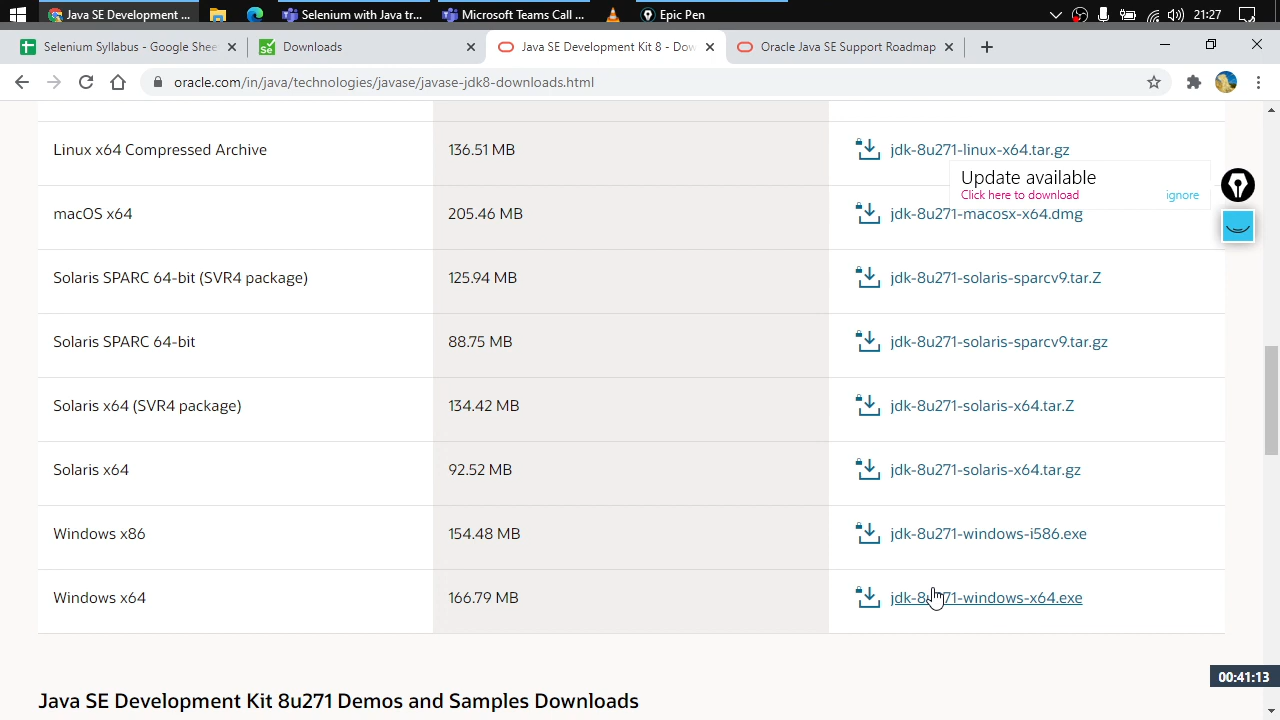 Java SE Development ...
Selenium with Java tr...
Microsoft Teams Call ...
Epic Pen
21:27
Selenium Syllabus - Google Shee
Downloads
Java SE Development Kit 8 - Dow
Oracle Java SE Support Roadmap
oracle.com/in/java/technologies/javase/javase-jdk8-downloads.html
Linux x64 Compressed Archive 136.51 MB jdk-8u271-linux-x64.tar.gz
Update available
Click here to download ignore
macOS x64 205.46 MB jdk-8u271-macosx-x64.dmg
Solaris SPARC 64-bit (SVR4 package) 125.94 MB jdk-8u271-solaris-sparcv9.tar.Z
Solaris SPARC 64-bit 88.75 MB jdk-8u271-solaris-sparcv9.tar.gz
Solaris x64 (SVR4 package) 134.42 MB jdk-8u271-solaris-x64.tar.Z
Solaris x64 92.52 MB jdk-8u271-solaris-x64.tar.gz
Windows x86 154.48 MB jdk-8u271-windows-i586.exe
Windows x64 166.79 MB jdk-8u271-windows-x64.exe
00:41:13
Java SE Development Kit 8u271 Demos and Samples Downloads